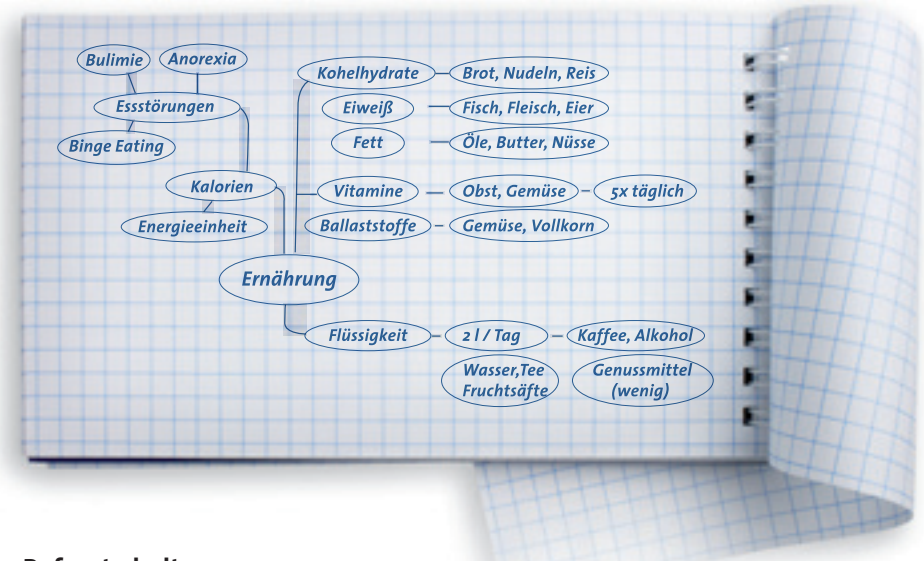 Bulimie
Anorexia
Essstörungen
Binge Eating
Kalorien
Energieeinheit
Ernährung
Kohelhydrate
Brot, Nudeln, Reis
Eiweiß
Fisch, Fleisch, Eier
Fett
Öle, Butter, Nüsse
Vitamine
Obst, Gemüse
5x täglich
Ballaststoffe
Gemüse, Vollkorn
Flüssigkeit
2 l / Tag
Kaffee, Alkohol
Wasser,Tee
Fruchtsäfte
Genussmittel
(wenig)